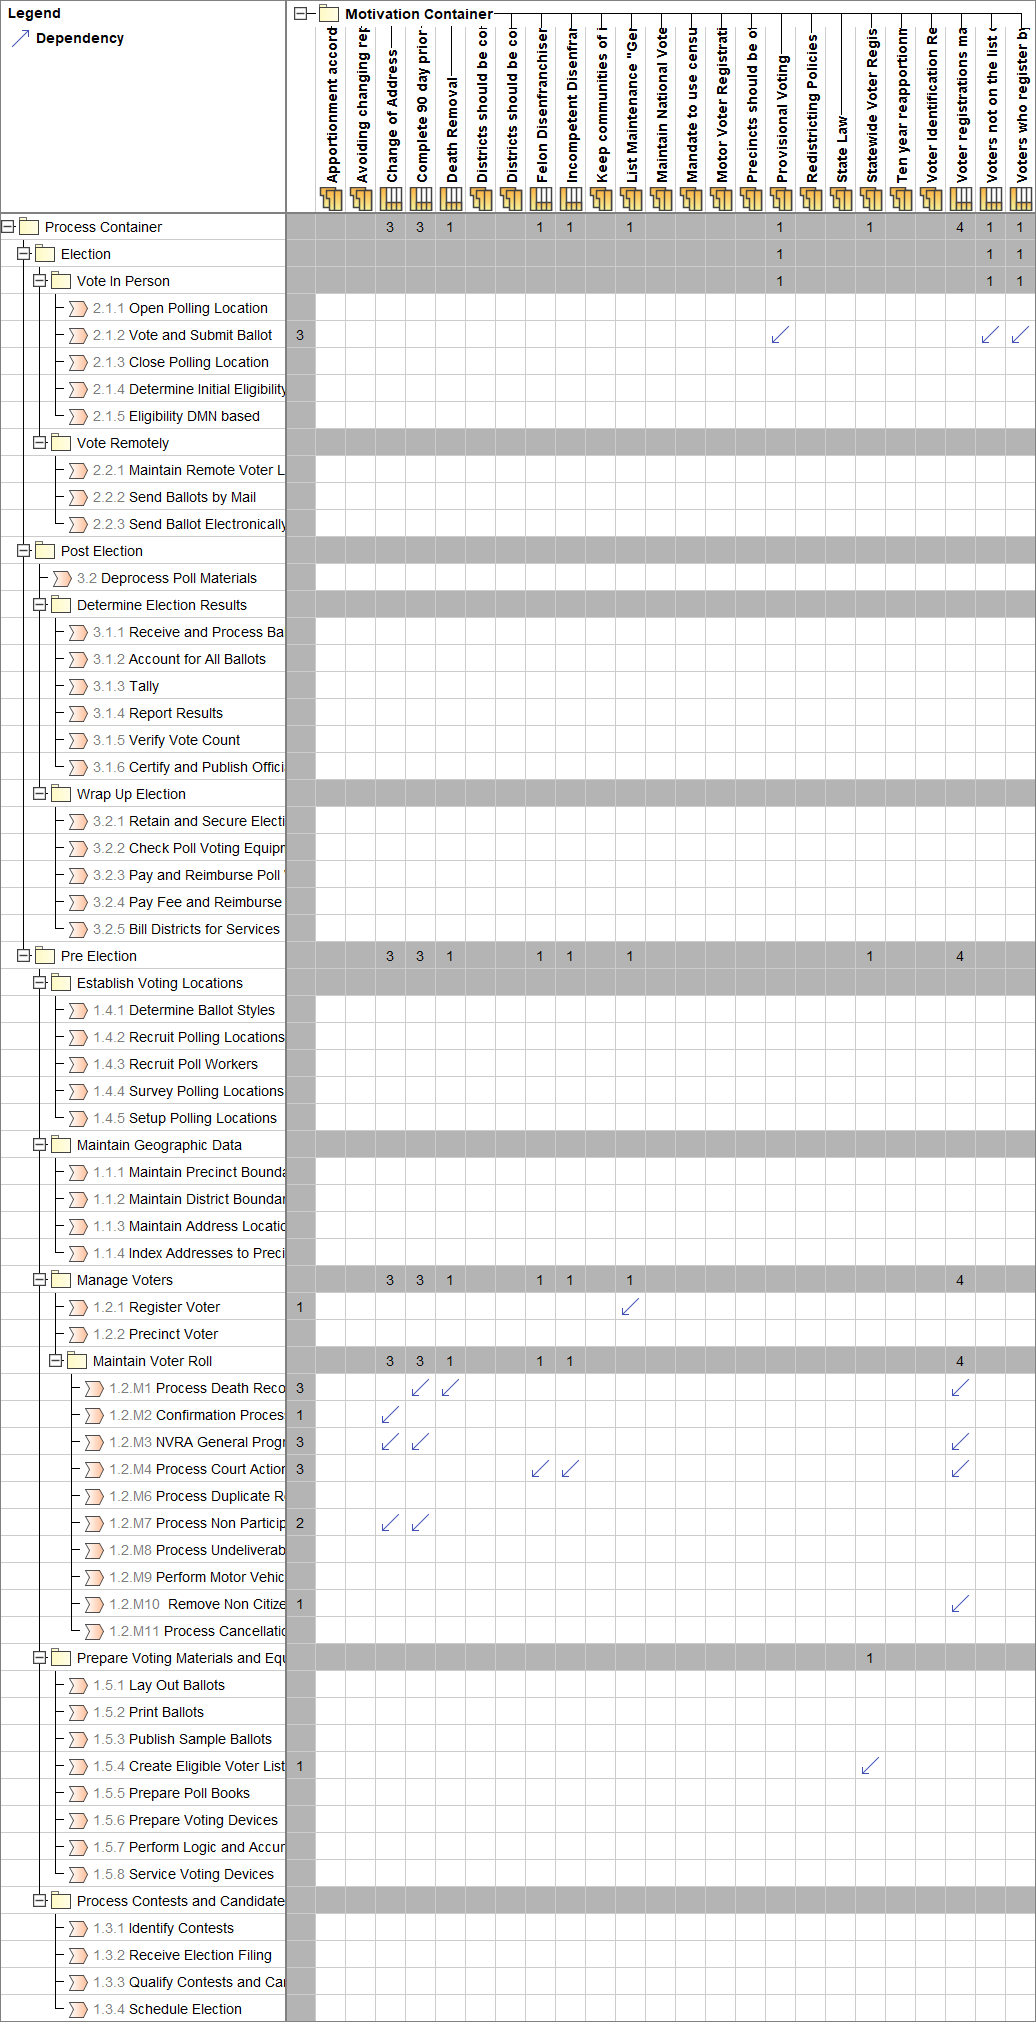 Legend
Dependency
Motivation Container
Apportionment accord
Avoiding changing rep
Change of Address
Complete 90 day prior
Death Removal
Districts should be co
Districts should be co
Felon Disenfranchiser
Incompetent Disenfrar
Keep communities of i
List Maintenance "Ger
Maintain National Vote
Mandate to use censu
Motor Voter Registrati
Precincts should be o
Provisional Voting
Redistricting Policies
State Law
Statewide Voter Regis
Ten year reapportionm
Voter Identification Re
Voter registrations ma
Voters not on the list c
Voters who register by
Process Container 3 3 1 1 1 1 1 1 4 1 1
Election 1 1 1
Vote In Person 1 1 1
2.1.1 Open Polling Location
2.1.2 Vote and Submit Ballot 3
2.1.3 Close Polling Location
2.1.4 Determine Initial Eligibility
2.1.5 Eligibility DMN based
Vote Remotely
2.2.1 Maintain Remote Voter L
2.2.2 Send Ballots by Mail
2.2.3 Send Ballot Electronically
Post Election
3.2 Deprocess Poll Materials
Determine Election Results
3.1.1 Receive and Process Ba
3.1.2 Account for All Ballots
3.1.3 Tally
3.1.4 Report Results
3.1.5 Verify Vote Count
3.1.6 Certify and Publish Offici
Wrap Up Election
3.2.1 Retain and Secure Electi
3.2.2 Check Poll Voting Equipn
3.2.3 Pay and Reimburse Poll
3.2.4 Pay Fee and Reimburse
3.2.5 Bill Districts for Services
Pre Election 3 3 1 1 1 1 1 4
Establish Voting Locations
1.4.1 Determine Ballot Styles
1.4.2 Recruit Polling Locations
1.4.3 Recruit Poll Workers
1.4.4 Survey Polling Locations
1.4.5 Setup Polling Locations
Maintain Geographic Data
1.1.1 Maintain Precinct Bounda
1.1.2 Maintain District Boundar
1.1.3 Maintain Address Locatic
1.1.4 Index Addresses to Preci
Manage Voters 3 3 1 1 1 1 4
1.2.1 Register Voter 1
1.2.2 Precinct Voter
Maintain Voter Roll 3 3 1 1 1 4
1.2.M1 Process Death Reco 3
1.2.M2 Confirmation Proces 1
1.2.M3 NVRA General Progr 3
1.2.M4 Process Court Action 3
1.2.M6 Process Duplicate R
1.2.M7 Process Non Particip 2
1.2.M8 Process Undeliverab
1.2.M9 Perform Motor Vehic
1.2.M10 Remove Non Citize 1
1.2.M11 Process Cancellatic
Prepare Voting Materials and Equ 1
1.5.1 Lay Out Ballots
1.5.2 Print Ballots
1.5.3 Publish Sample Ballots
1.5.4 Create Eligible Voter List 1
1.5.5 Prepare Poll Books
1.5.6 Prepare Voting Devices
1.5.7 Perform Logic and Accur
1.5.8 Service Voting Devices
Process Contests and Candidate
1.3.1 Identify Contests
1.3.2 Receive Election Filing
1.3.3 Qualify Contests and Car
1.3.4 Schedule Election